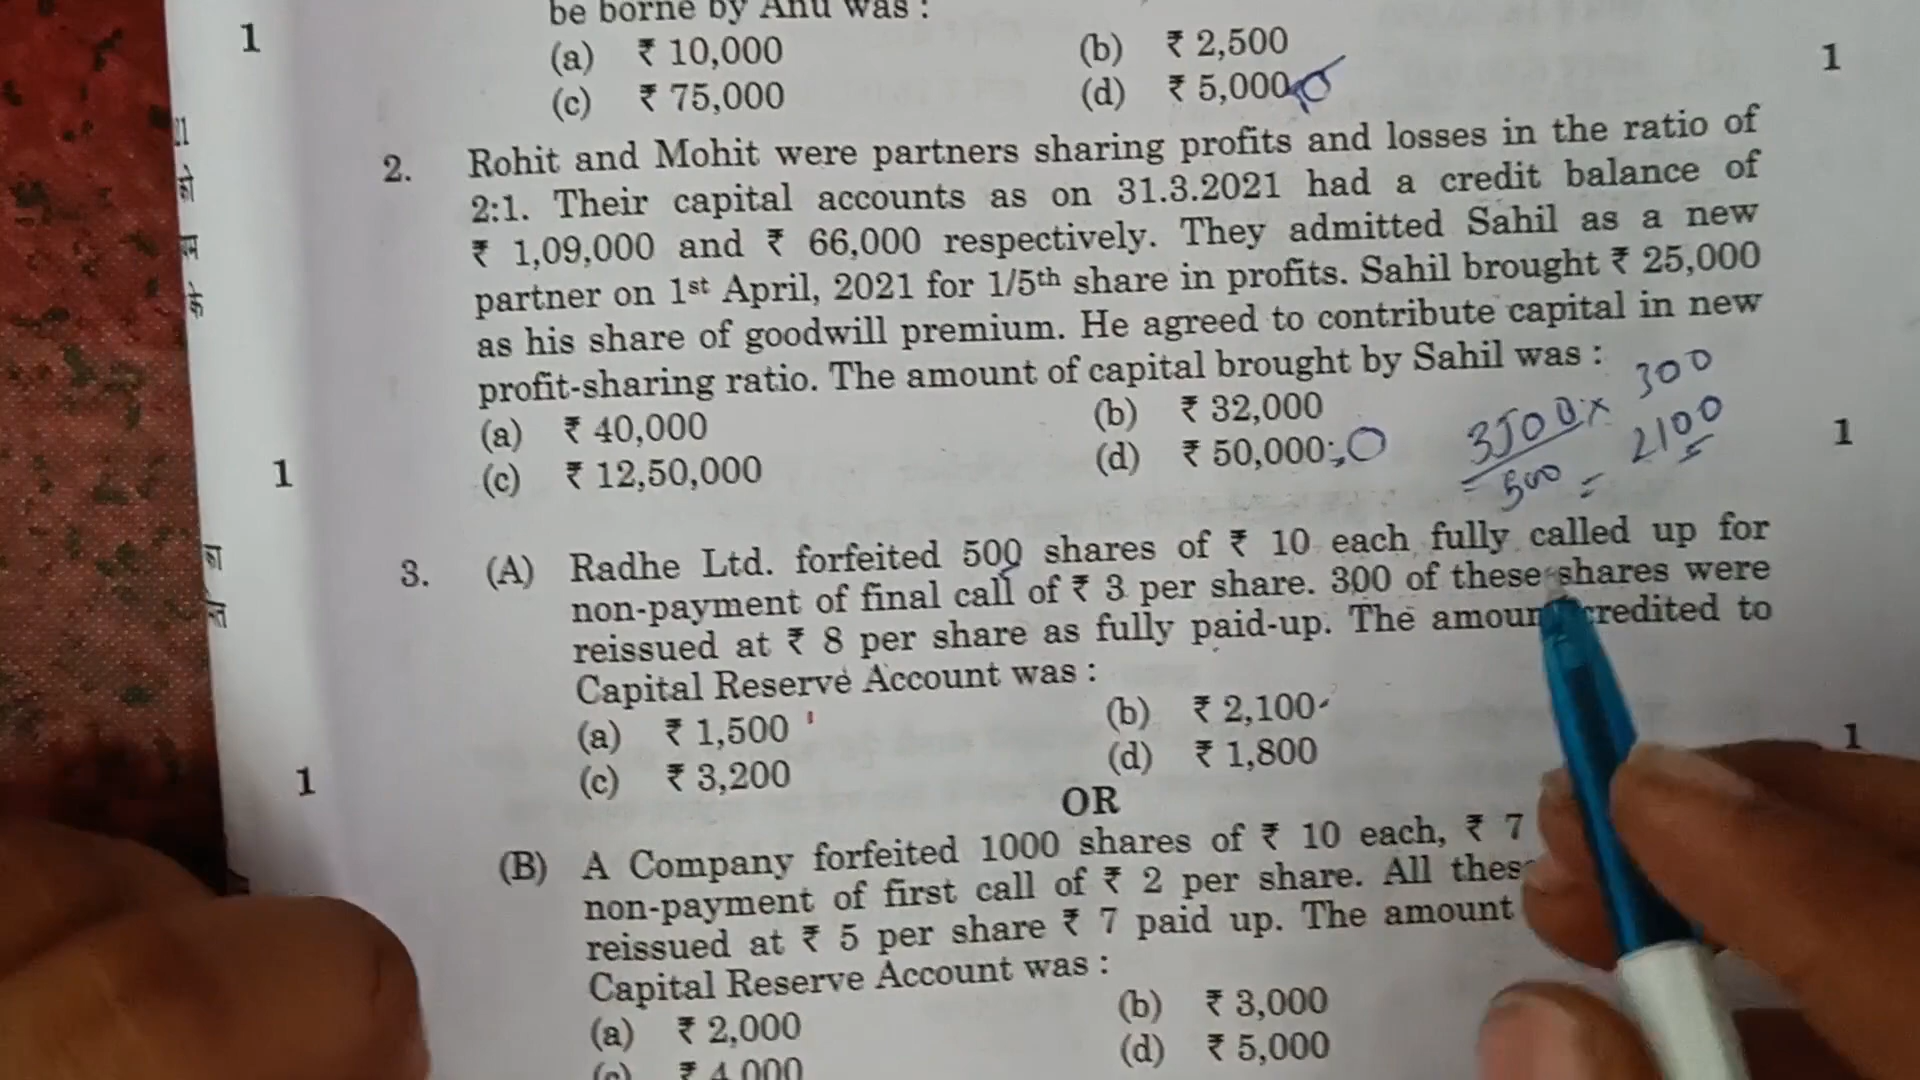 be borne by Anu was :
1
(a) ₹ 10,000 (b) ₹ 2,500
(c) ₹ 75,000 (d) ₹ 5,000
1
2. Rohit and Mohit were partners sharing profits and losses in the ratio of
2:1. Their capital accounts as on 31.3.2021 had a credit balance of
₹ 1,09,000 and ₹ 66,000 respectively. They admitted Sahil as a new
partner on 1st April, 2021 for 1/5th share in profits. Sahil brought ₹ 25,000
as his share of goodwill premium. He agreed to contribute capital in new
profit-sharing ratio. The amount of capital brought by Sahil was :
(a) ₹ 40,000 (b) ₹ 32,000
(c) ₹ 12,50,000 (d) ₹ 50,000
1
1
3500 x 300
= 500 = 2100
3. (A) Radhe Ltd. forfeited 500 shares of ₹ 10 each fully called up for
non-payment of final call of ₹ 3 per share. 300 of these shares were
reissued at ₹ 8 per share as fully paid-up. The credited to
Capital Reserve Account was :
(a) ₹ 1,500 (b) ₹ 2,100
(c) ₹ 3,200 (d) ₹ 1,800
1
1
OR
(B) A Company forfeited 1000 shares of ₹ 10 each, ₹ 7
non-payment of first call of ₹ 2 per share. All
reissued at ₹ 5 per share ₹ 7 paid up. The amount
Capital Reserve Account was :
(a) ₹ 2,000 (b) ₹ 3,000
(c) ₹ 4,000 (d) ₹ 5,000